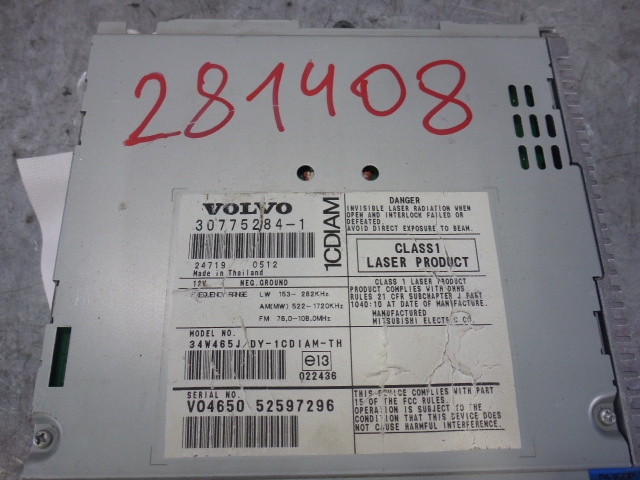 281408
VOLVO
30775284-1
1CDIAM
24719 0512
Made in Thailand
12V NEG.GROUND
FREQUENCY RANGE LW 153- 282KHz
AM(MW) 522-1720KHz
FM 76.0-108.0MHz
MODEL NO.
34W465J/DY-1CDIAM-TH
e13
022436
SERIAL NO.
V04650 52597296
DANGER
INVISIBLE LASER RADIATION WHEN
OPEN AND INTERLOCK FAILED OR
DEFEATED.
AVOID DIRECT EXPOSURE TO BEAM.
CLASS1
LASER PRODUCT
CLASS 1 LASER PRODUCT
PRODUCT COMPLIES WITH DHHS
RULES 21 CFR SUBCHAPTER J PART
1040:10 AT DATE OF MANUFACTURE.
MANUFACTURED
MITSUBISHI ELECTRIC CO.
THIS DEVICE COMPLIES WITH PART
15 OF THE FCC RULES.
OPERATION IS SUBJECT TO THE
CONDITION THAT THIS DEVICE DOES
NOT CAUSE HARMFUL INTERFERENCE.